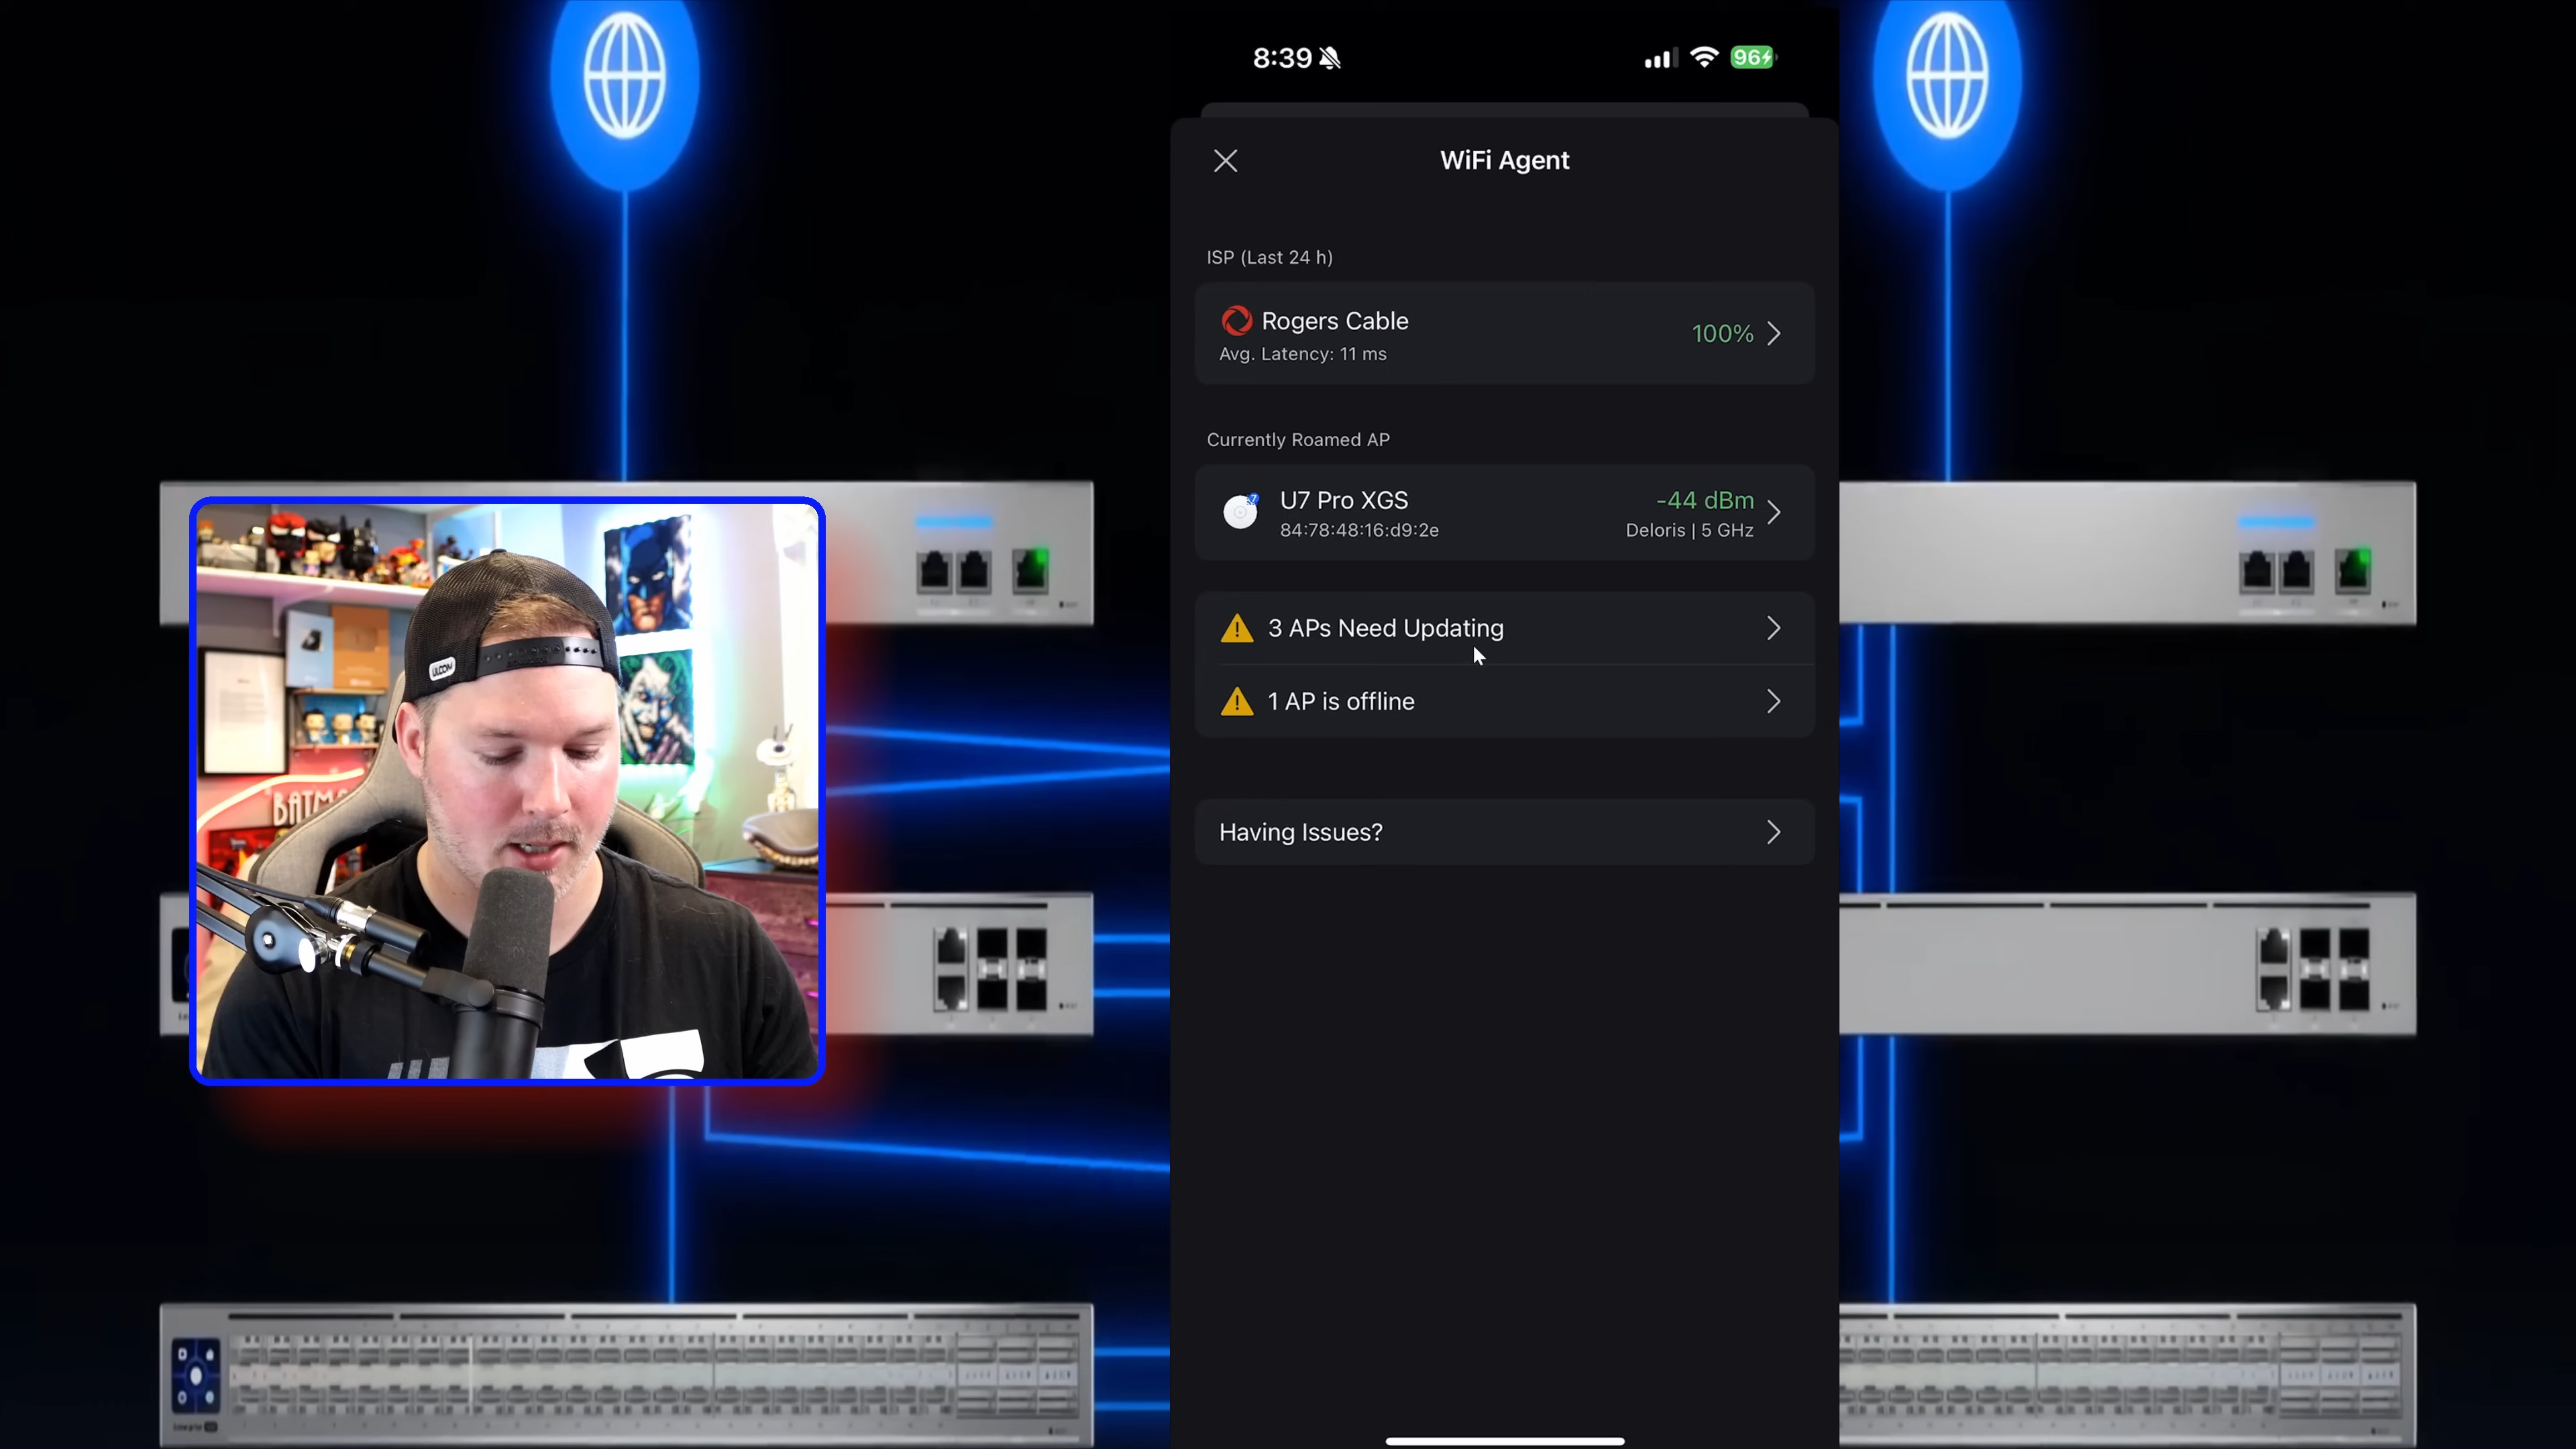 8:39
96
WiFi Agent
ISP (Last 24 h)
Rogers Cable
100%
Avg. Latency: 11 ms
Currently Roamed AP
U7 Pro XGS
-44 dBm
84:78:48:16:d9:2e
Deloris | 5 GHz
3 APs Need Updating
1 AP is offline
Having Issues?
BATM